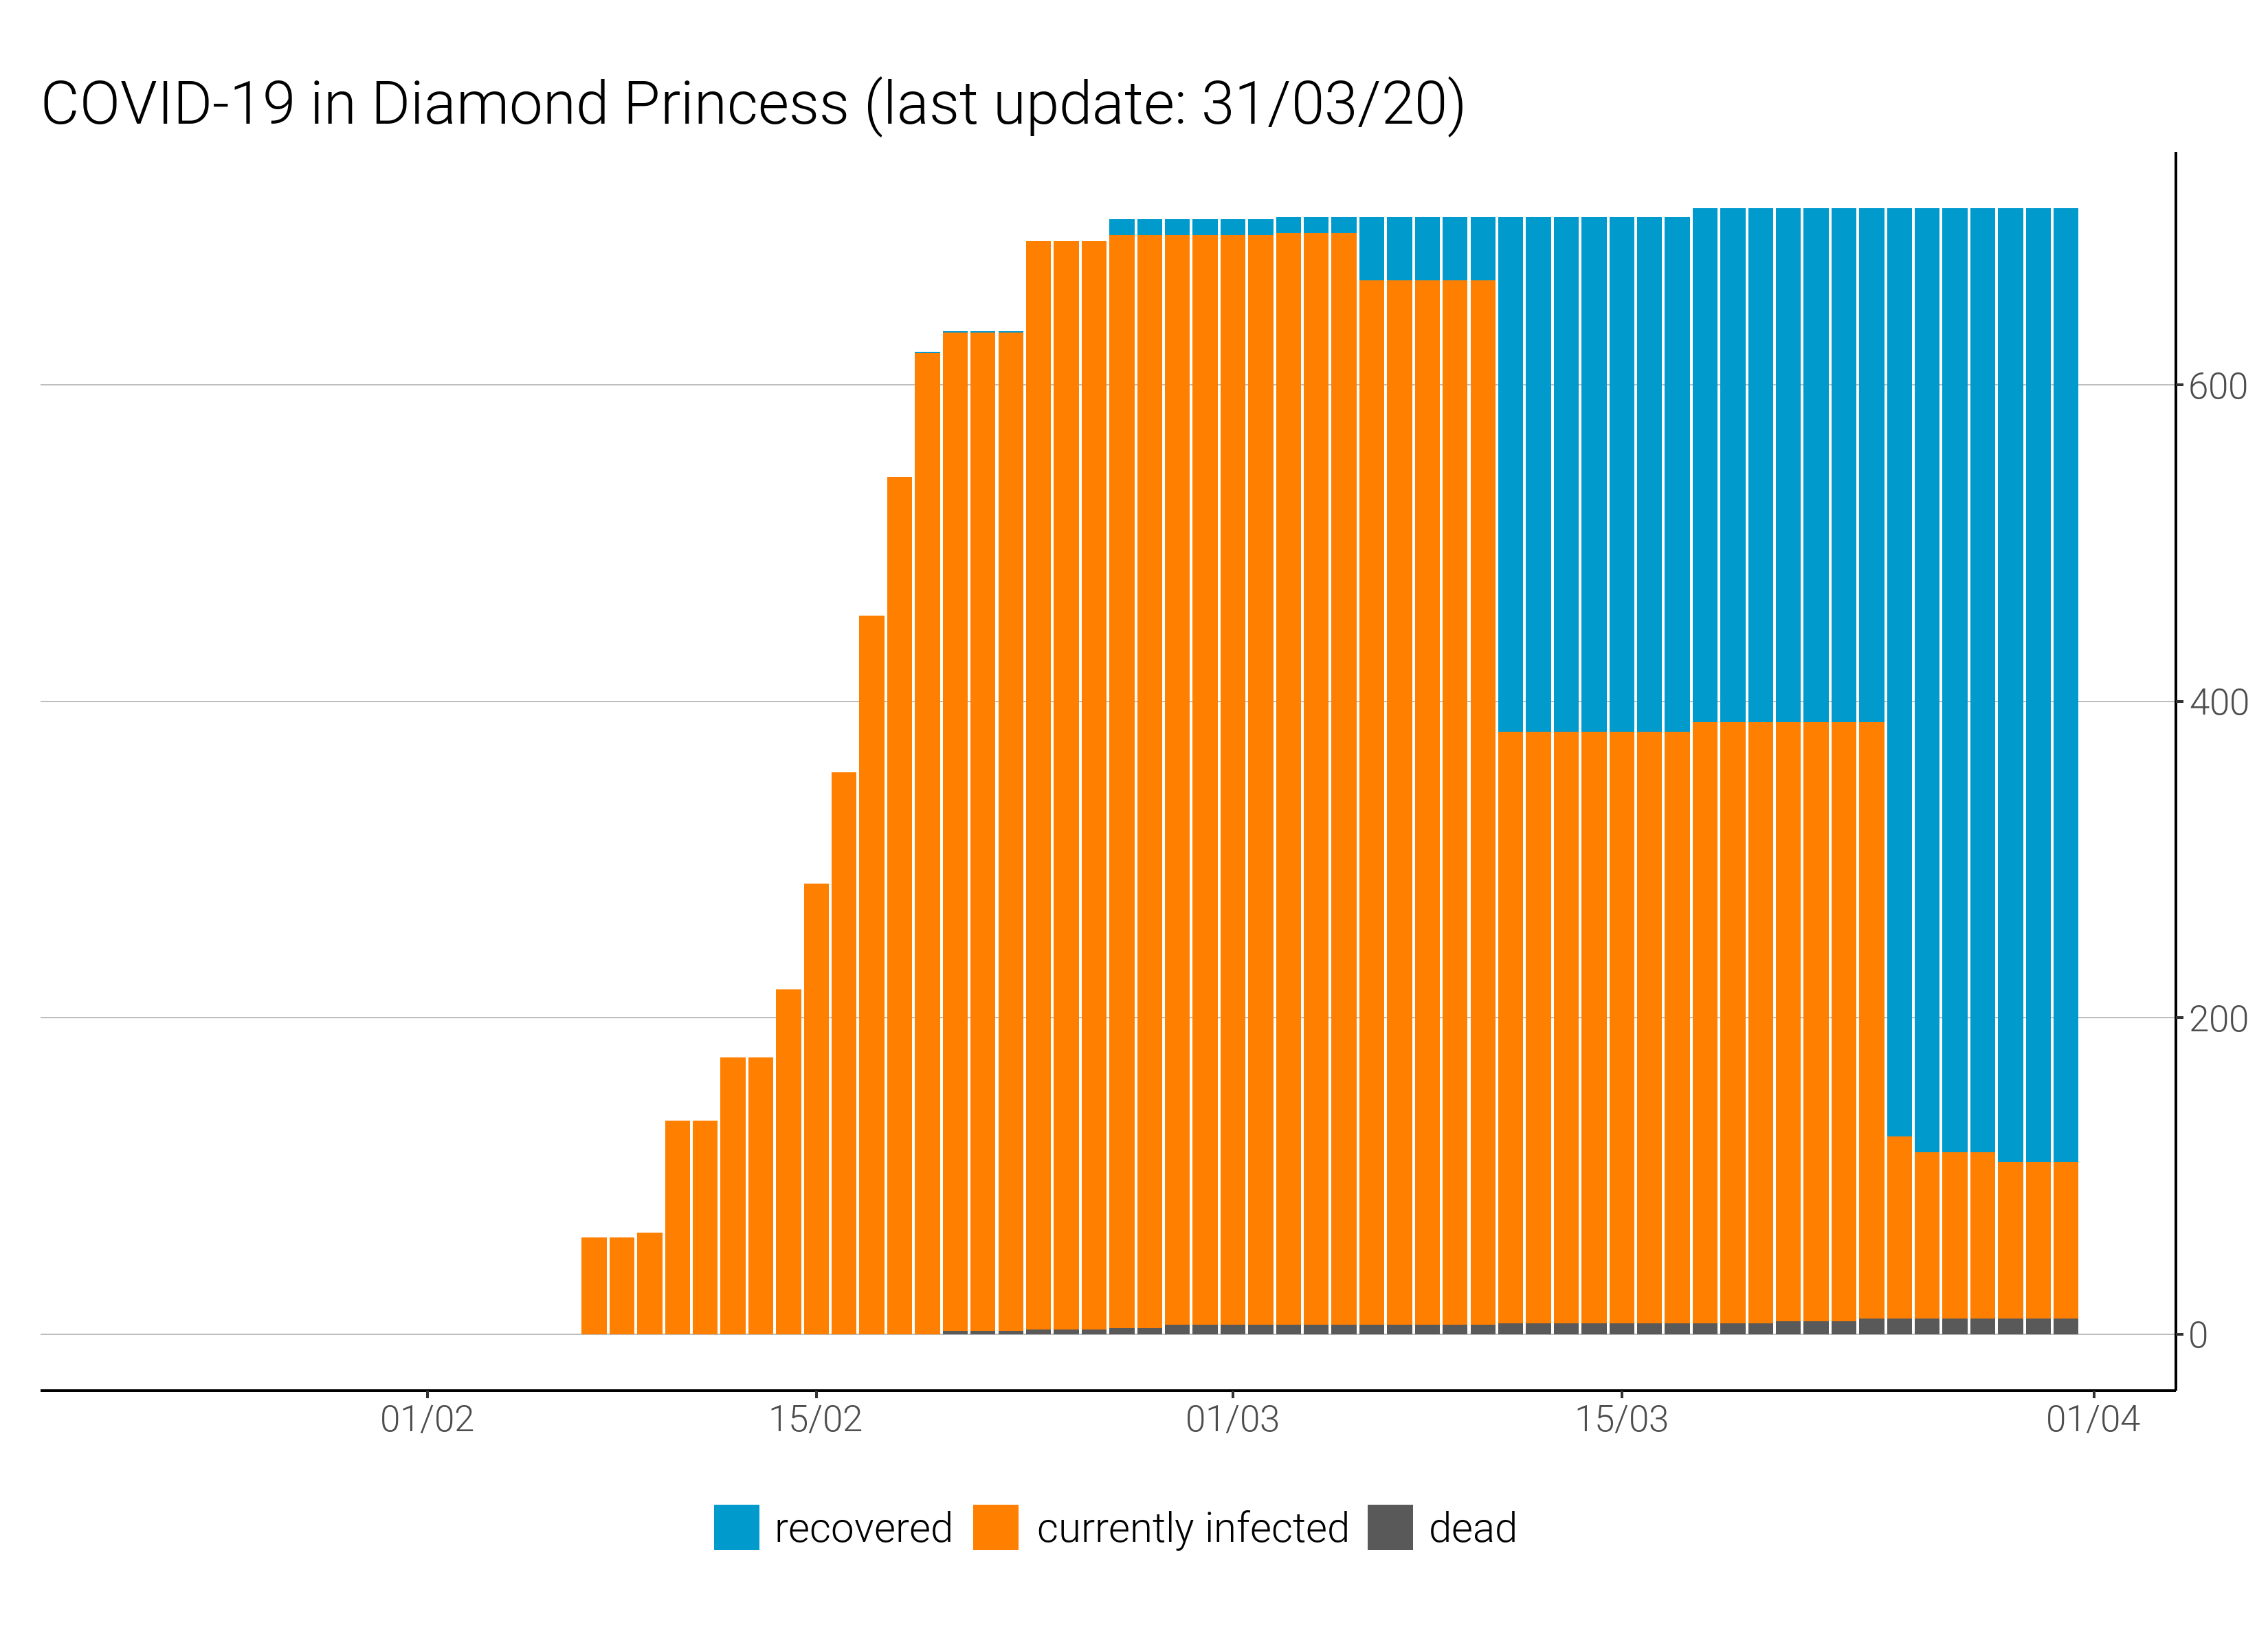 COVID-19 in Diamond Princess (last update: 31/03/20)
600
400
200
0
01/02 15/02 01/03 15/03 01/04
recovered currently infected dead